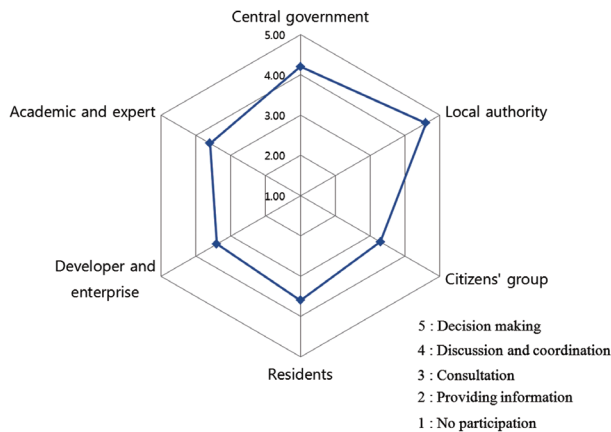 Central government
5.00
4.00
3.00
2.00
1.00
Academic and expert
Local authority
Developer and
enterprise
Citizens' group
Residents
5 : Decision making
4 : Discussion and coordination
3 : Consultation
2 : Providing information
1 : No participation